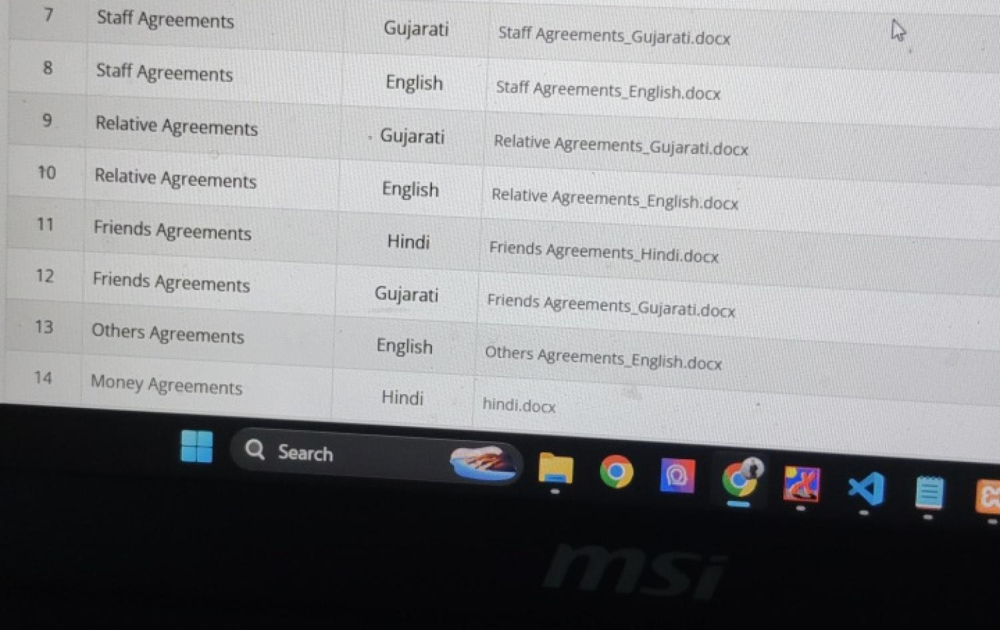 7 Staff Agreements Gujarati Staff Agreements_Gujarati.docx
8 Staff Agreements English Staff Agreements_English.docx
9 Relative Agreements Gujarati Relative Agreements_Gujarati.docx
10 Relative Agreements English Relative Agreements_English.docx
11 Friends Agreements Hindi Friends Agreements_Hindi.docx
12 Friends Agreements Gujarati Friends Agreements_Gujarati.docx
13 Others Agreements English Others Agreements_English.docx
14 Money Agreements Hindi hindi.docx
Search
msi